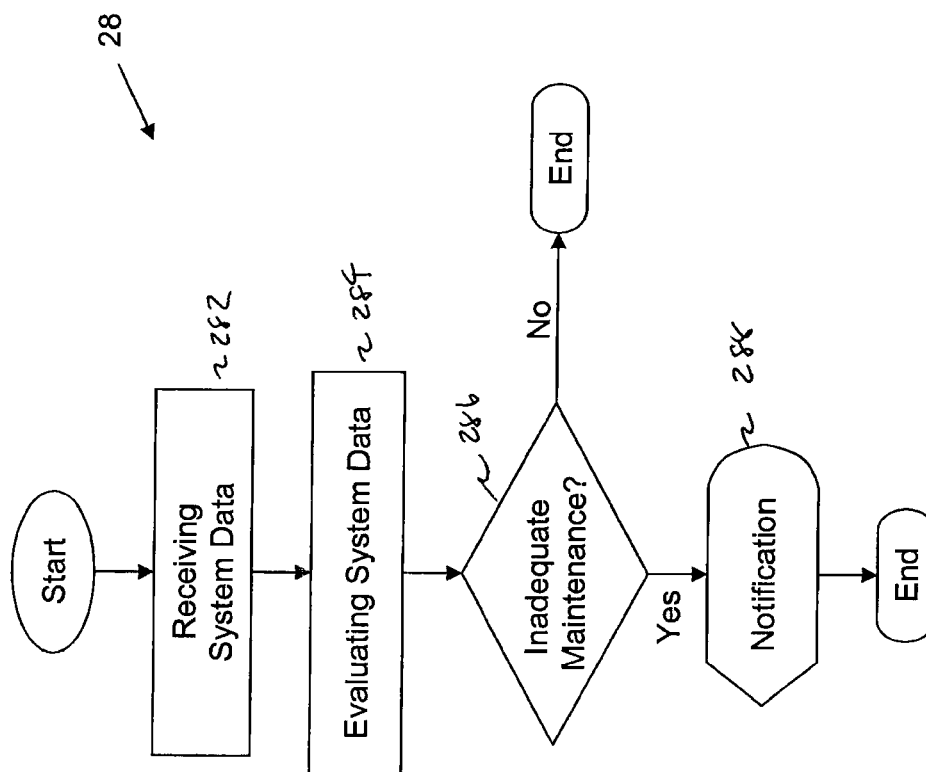 28
Start
Receiving
System Data
282
Evaluating System Data
284
Inadequate
Maintenance?
286
No
End
Yes
Notification
288
End